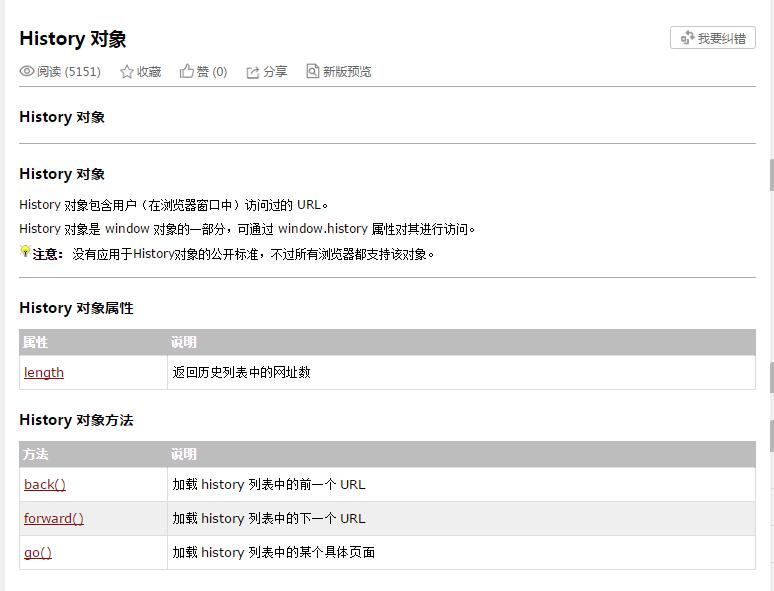 History 对象
我要纠错
阅读 (5151) 收藏 赞 (0) 分享 新版预览
History 对象
History 对象
History 对象包含用户（在浏览器窗口中）访问过的 URL。
History 对象是 window 对象的一部分，可通过 window.history 属性对其进行访问。
注意： 没有应用于History对象的公开标准，不过所有浏览器都支持该对象。
History 对象属性
属性 说明
length 返回历史列表中的网址数
History 对象方法
方法 说明
back() 加载 history 列表中的前一个 URL
forward() 加载 history 列表中的下一个 URL
go() 加载 history 列表中的某个具体页面